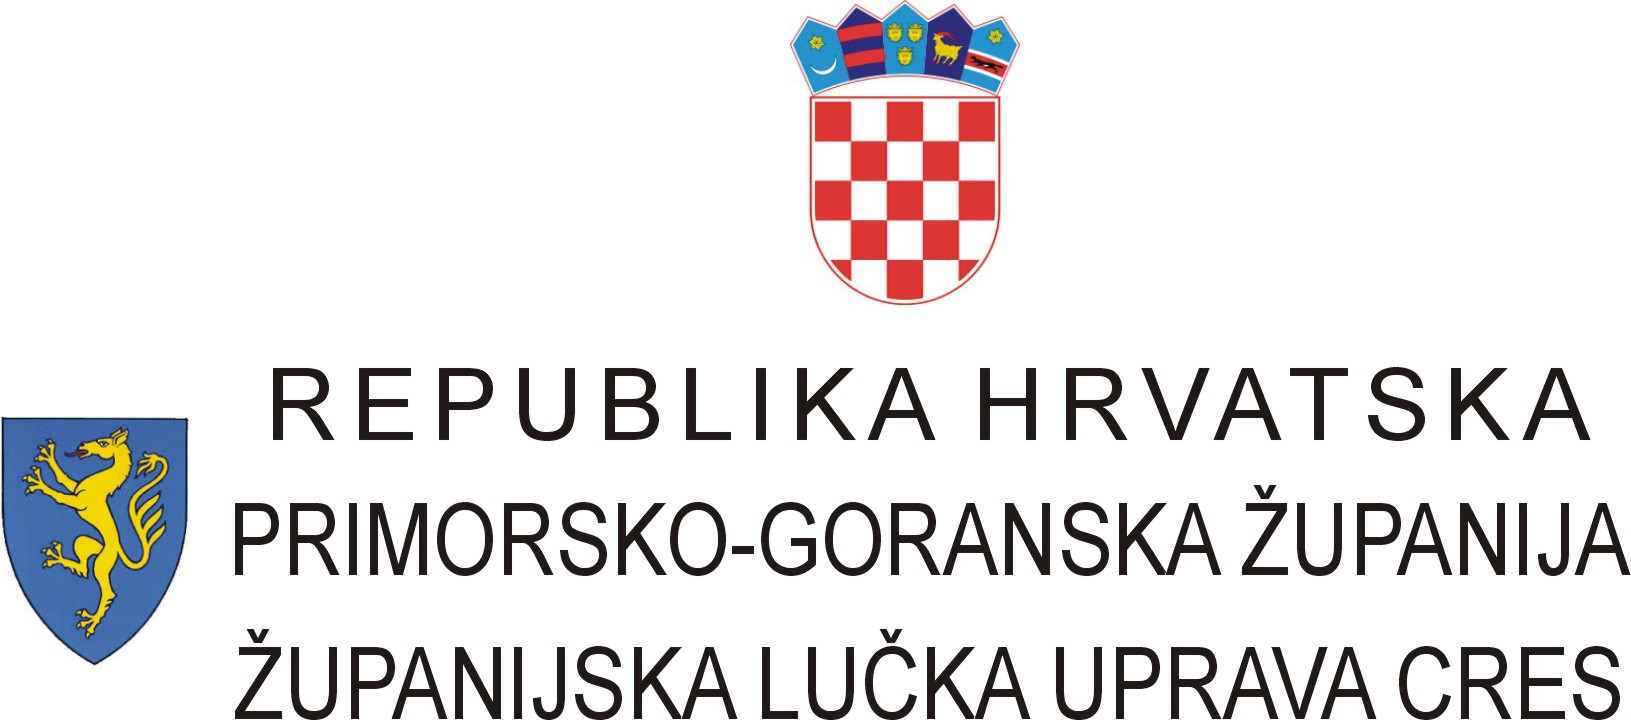 REPUBLIKA HRVATSKA
PRIMORSKO-GORANSKA ŽUPANIJA
ŽUPANIJSKA LUČKA UPRAVA CRES